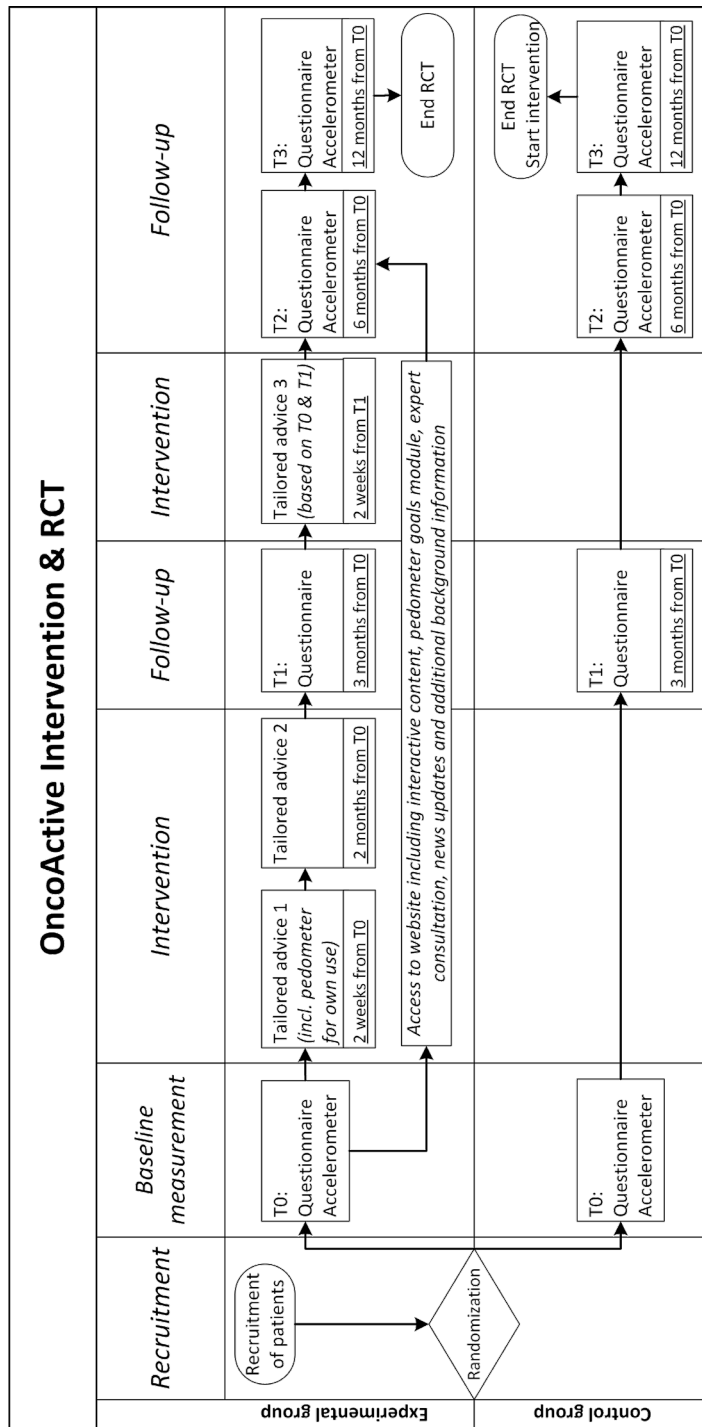 OncoActive Intervention & RCT
Recruitment
Baseline
measurement
Intervention
Follow-up
Intervention
Follow-up
Experimental group
Recruitment
of patients
Randomization
T0:
Questionnaire
Accelerometer
Tailored advice 1
(incl. pedometer
for own use)
2 weeks from T0
Tailored advice 2
2 months from T0
T1:
Questionnaire
3 months from T0
Tailored advice 3
(based on T0 & T1)
2 weeks from T1
T2:
Questionnaire
Accelerometer
6 months from T0
T3:
Questionnaire
Accelerometer
12 months from T0
End RCT
Access to website including interactive content, pedometer goals module, expert
consultation, news updates and additional background information
Control group
T0:
Questionnaire
Accelerometer
T1:
Questionnaire
3 months from T0
T2:
Questionnaire
Accelerometer
6 months from T0
T3:
Questionnaire
Accelerometer
12 months from T0
End RCT
Start intervention